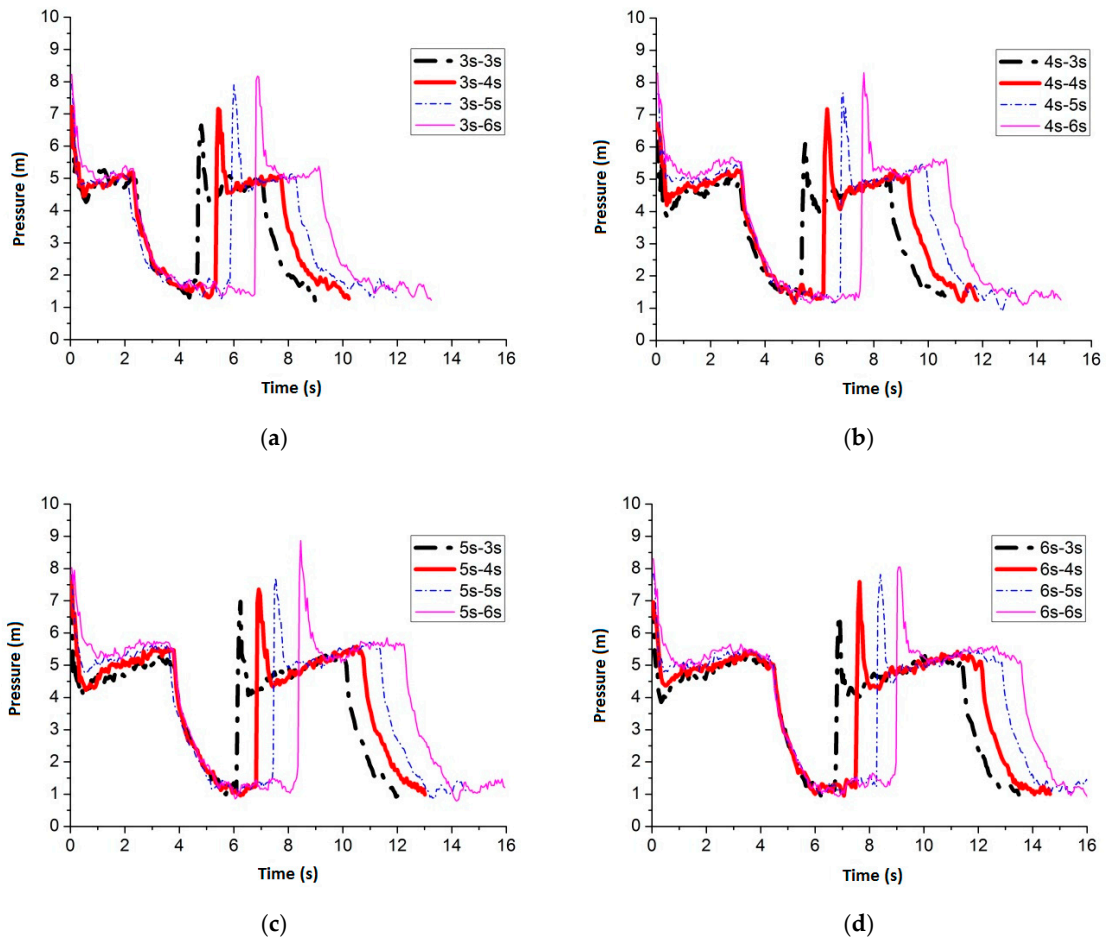 10
9
8
7
6
5
4
3
2
1
0
Pressure (m)
3s-3s
3s-4s
3s-5s
3s-6s
0 2 4 6 8 10 12 14 16
Time (s)
(a)
10
9
8
7
6
5
4
3
2
1
0
Pressure (m)
4s-3s
4s-4s
4s-5s
4s-6s
0 2 4 6 8 10 12 14 16
Time (s)
(b)
10
9
8
7
6
5
4
3
2
1
0
Pressure (m)
5s-3s
5s-4s
5s-5s
5s-6s
0 2 4 6 8 10 12 14 16
Time (s)
(c)
10
9
8
7
6
5
4
3
2
1
0
Pressure (m)
6s-3s
6s-4s
6s-5s
6s-6s
0 2 4 6 8 10 12 14 16
Time (s)
(d)